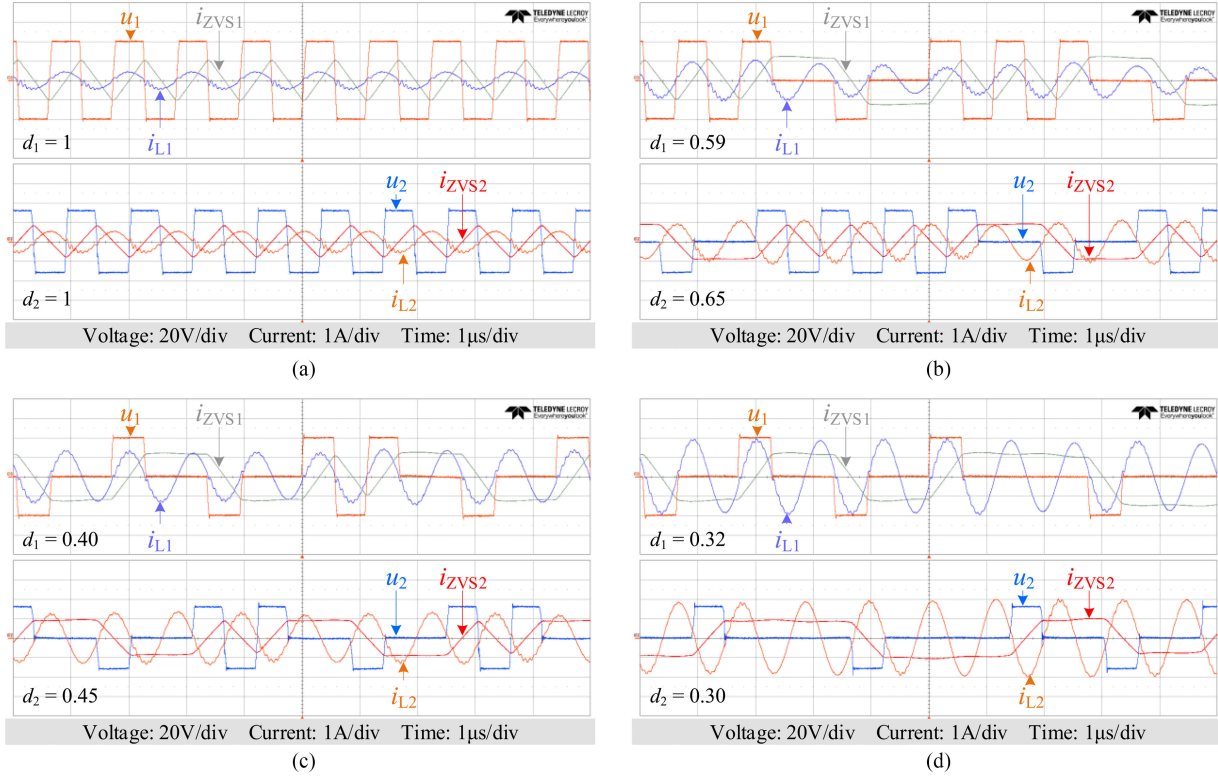 TELEDYNE LECROY
Everywhereyoulook™
u1
iZVS1
iL1
d1 = 1
u2
iZVS2
iL2
d2 = 1
Voltage: 20V/div Current: 1A/div Time: 1μs/div
(a)
TELEDYNE LECROY
Everywhereyoulook™
u1
iZVS1
d1 = 0.59
iL1
u2
iZVS2
iL2
d2 = 0.65
Voltage: 20V/div Current: 1A/div Time: 1μs/div
(b)
TELEDYNE LECROY
Everywhereyoulook™
u1
iZVS1
d1 = 0.40
iL1
u2
iZVS2
d2 = 0.45
iL2
Voltage: 20V/div Current: 1A/div Time: 1μs/div
(c)
TELEDYNE LECROY
Everywhereyoulook™
u1
iZVS1
d1 = 0.32
iL1
u2
iZVS2
d2 = 0.30
iL2
Voltage: 20V/div Current: 1A/div Time: 1μs/div
(d)